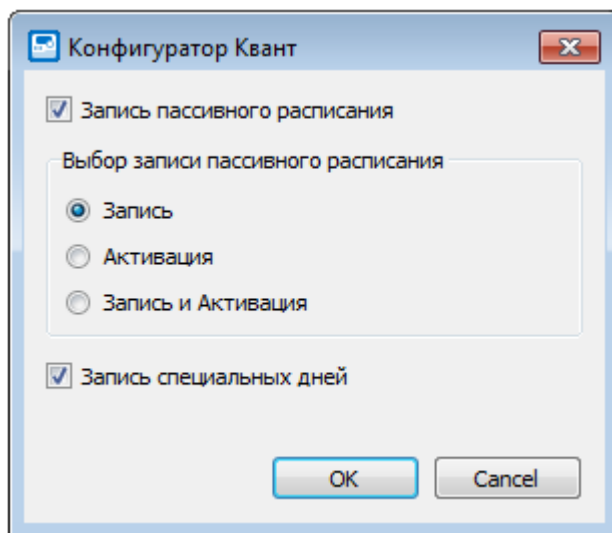 Конфигуратор Квант
Запись пассивного расписания
Выбор записи пассивного расписания
Запись
Активация
Запись и Активация
Запись специальных дней
OK Cancel